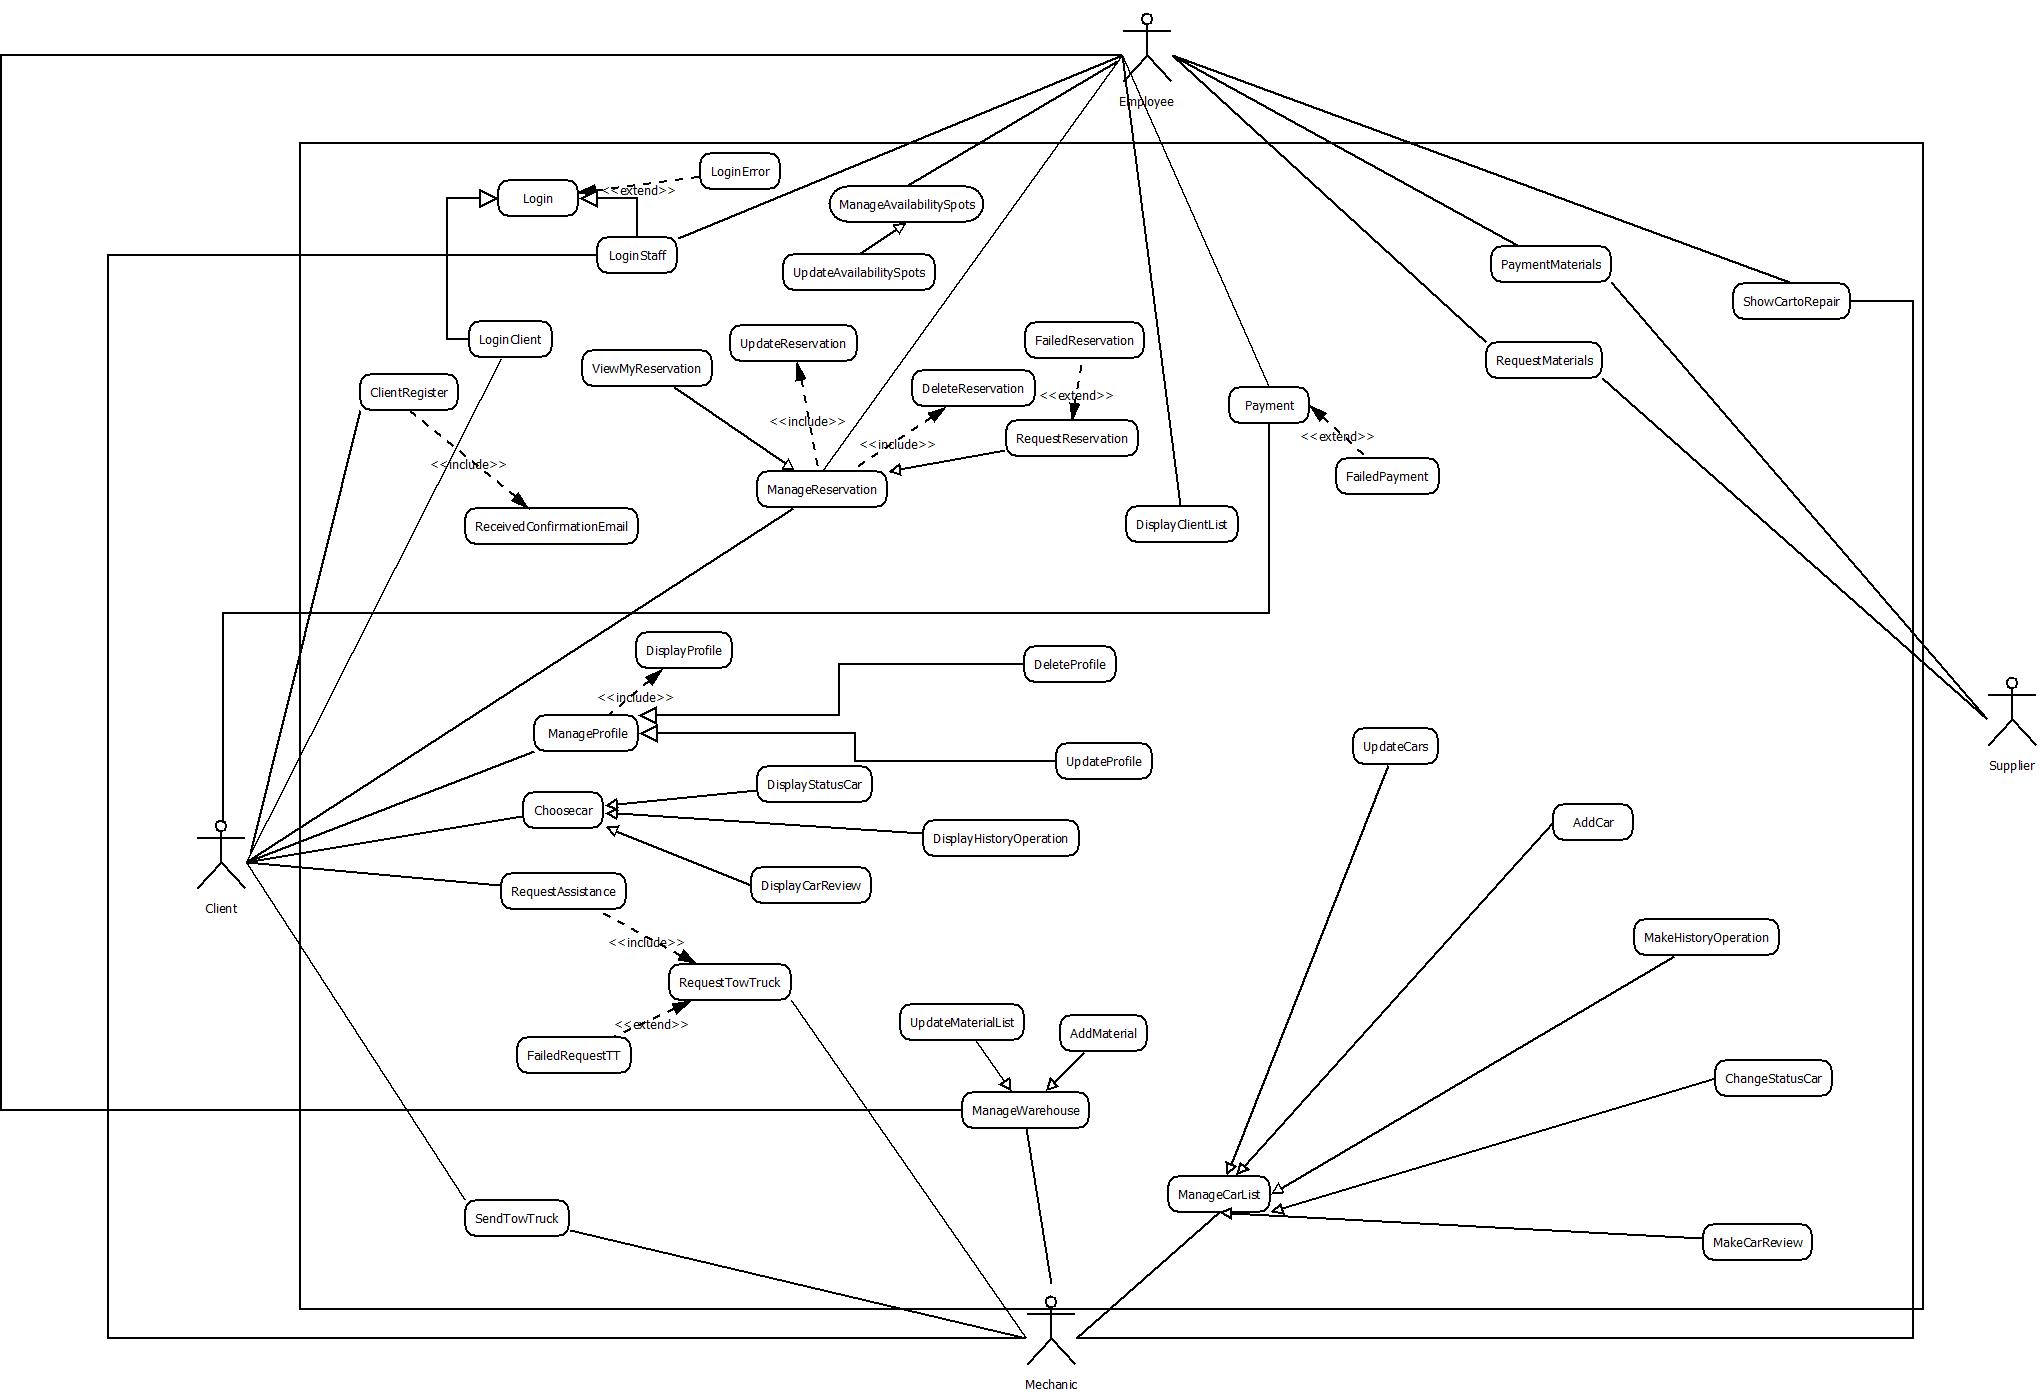 Employee
LoginError
<<extend>>
Login
ManageAvailabilitySpots
LoginStaff
PaymentMaterials
UpdateAvailabilitySpots
ShowCartoRepair
LoginClient
FailedReservation
UpdateReservation
RequestMaterials
ViewMyReservation
ClientRegister
DeleteReservation
<<extend>>
Payment
<<include>>
<<extend>>
RequestReservation
<<include>>
<<include>>
FailedPayment
ManageReservation
DisplayClientList
ReceivedConfirmationEmail
DisplayProfile
DeleteProfile
<<include>>
ManageProfile
UpdateCars
UpdateProfile
Supplier
DisplayStatusCar
Choosecar
AddCar
DisplayHistoryOperation
DisplayCarReview
RequestAssistance
Client
MakeHistoryOperation
<<include>>
RequestTowTruck
UpdateMaterialList
<<extend>>
AddMaterial
FailedRequestTT
ChangeStatusCar
ManageWarehouse
ManageCarList
SendTowTruck
MakeCarReview
Mechanic